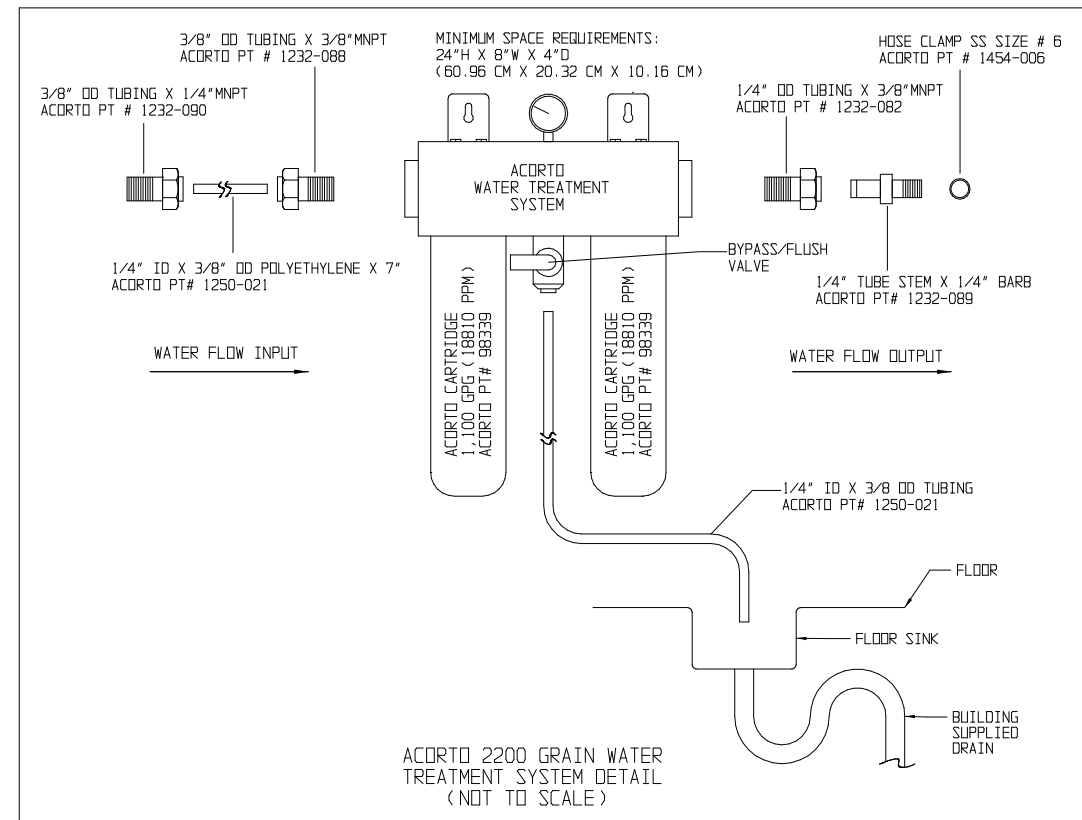 3/8" OD TUBING X 3/8"MNPT
ACORTO PT # 1232-088
MINIMUM SPACE REQUIREMENTS:
24"H X 8"W X 4"D
(60.96 CM X 20.32 CM X 10.16 CM)
HOSE CLAMP SS SIZE # 6
ACORTO PT # 1454-006
3/8" OD TUBING X 1/4"MNPT
ACORTO PT # 1232-090
1/4" OD TUBING X 3/8"MNPT
ACORTO PT # 1232-082
ACORTO
WATER TREATMENT
SYSTEM
1/4" ID X 3/8" OD POLYETHYLENE X 7"
ACORTO PT# 1250-021
BYPASS/FLUSH
VALVE
1/4" TUBE STEM X 1/4" BARB
ACORTO PT# 1232-089
WATER FLOW INPUT
ACORTO CARTRIDGE
1,100 GPG (18810 PPM)
ACORTO PT# 98339
ACORTO CARTRIDGE
1,100 GPG (18810 PPM)
ACORTO PT# 98339
WATER FLOW OUTPUT
1/4" ID X 3/8 OD TUBING
ACORTO PT# 1250-021
FLOOR
FLOOR SINK
BUILDING
SUPPLIED
DRAIN
ACORTO 2200 GRAIN WATER
TREATMENT SYSTEM DETAIL
(NOT TO SCALE)